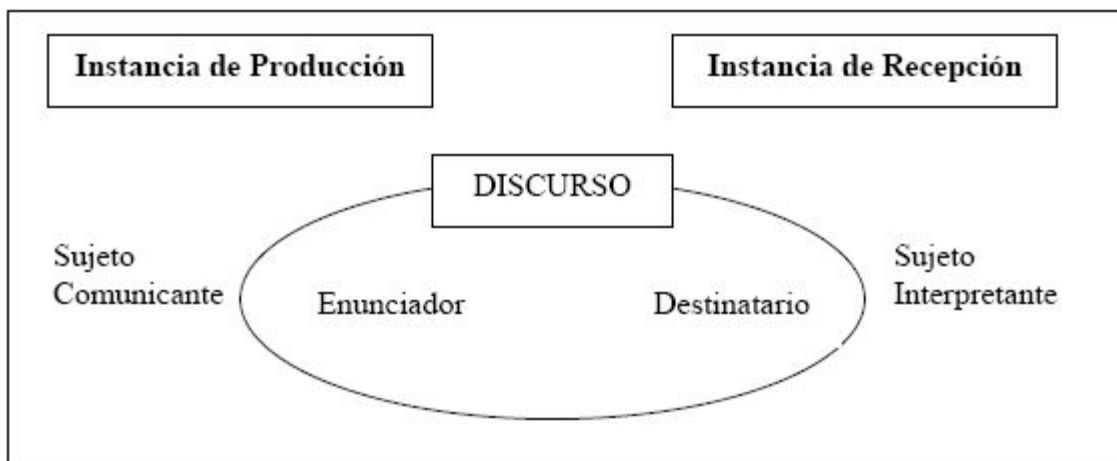 Instancia de Producción
Instancia de Recepción
DISCURSO
Sujeto
Comunicante
Enunciador
Destinatario
Sujeto
Interpretante